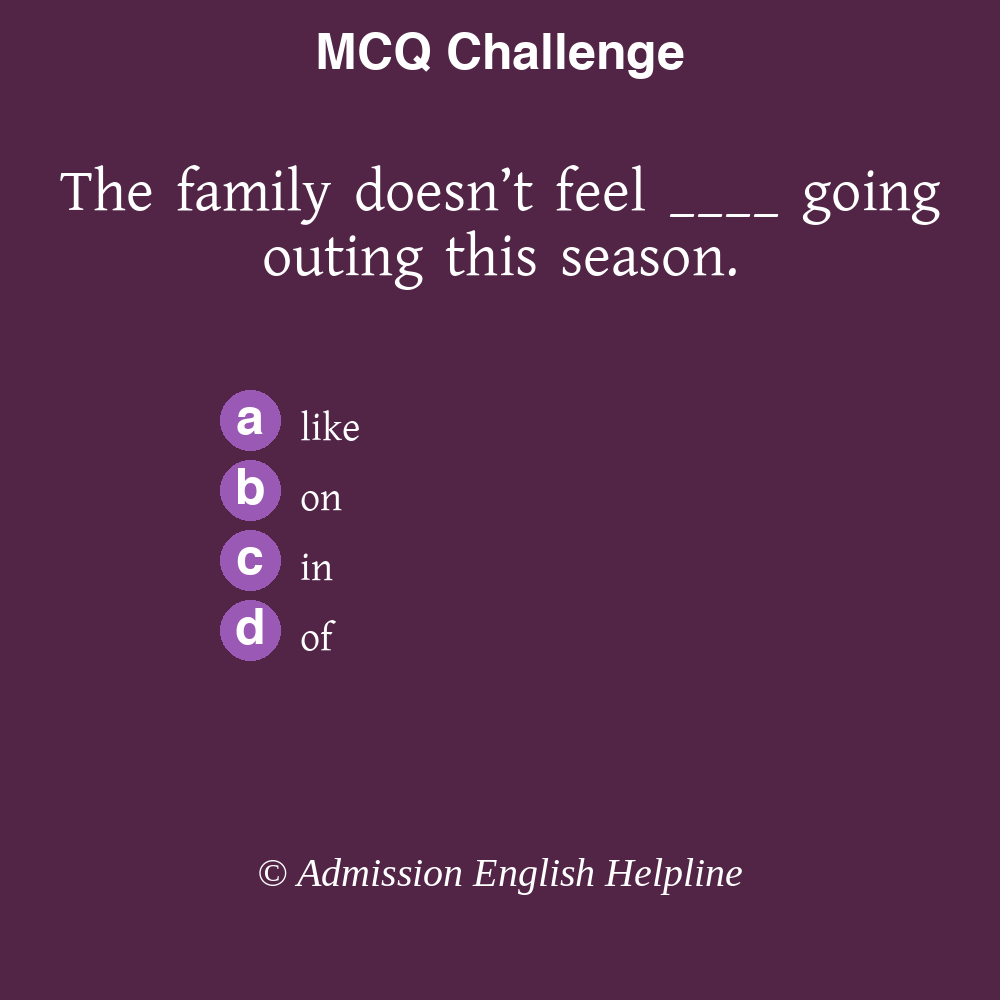 MCQ Challenge
The family doesn’t feel ____ going
outing this season.
a like
b on
c in
d of
© Admission English Helpline